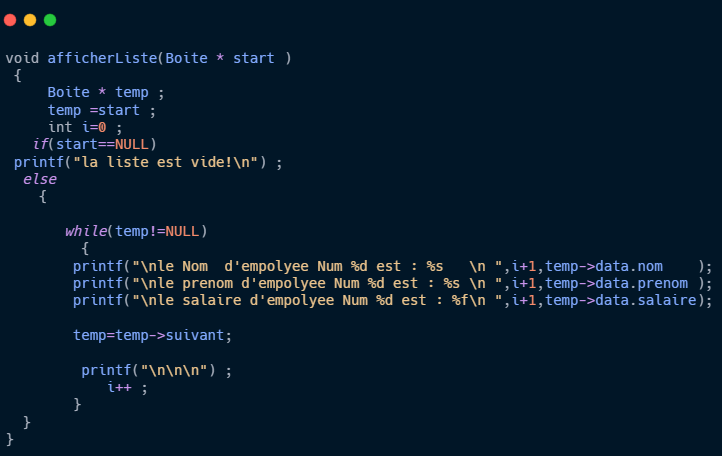 void afficherListe(Boite * start )
{
Boite * temp ;
temp =start ;
int i=0 ;
if(start==NULL)
printf("la liste est vide!\n") ;
else
{
while(temp!=NULL)
{
printf("\nle Nom  d'empolyee Num %d est : %s   \n ",i+1,temp->data.nom    );
printf("\nle prenom d'empolyee Num %d est : %s \n ",i+1,temp->data.prenom );
printf("\nle salaire d'empolyee Num %d est : %f\n ",i+1,temp->data.salaire);
temp=temp->suivant;
printf("\n\n\n") ;
i++ ;
}
}
}